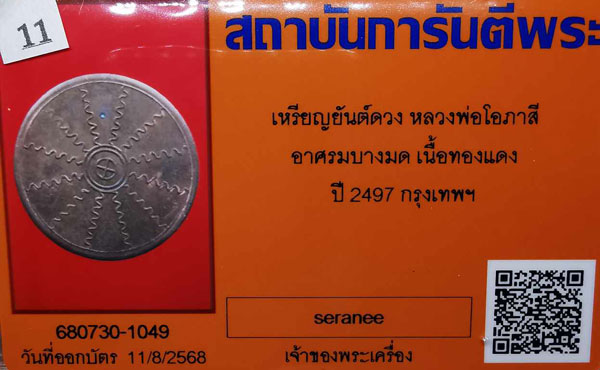 11
สถาบันการันตีพระ
เหรียญยันต์ดวง หลวงพ่อโอภาสี
อาศรมบางมด เนื้อทองแดง
ปี 2497 กรุงเทพฯ
seranee
680730-1049
วันที่ออกบัตร 11/8/2568
เจ้าของพระเครื่อง